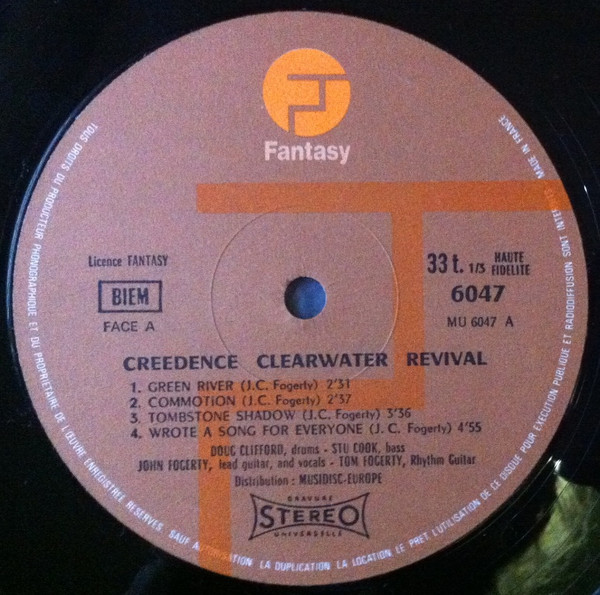 Fantasy
Licence FANTASY
BIEM
FACE A
33 t. 1/3 HAUTE FIDELITE
6047
MU 6047 A
CREEDENCE CLEARWATER REVIVAL
1. GREEN RIVER (J.C. Fogerty) 2'31
2. COMMOTION (J.C. Fogerty) 2'37
3. TOMBSTONE SHADOW (J.C. Fogerty) 3'36
4. WROTE A SONG FOR EVERYONE (J.C. Fogerty) 4'55
DOUG CLIFFORD, drums - STU COOK, bass
JOHN FOGERTY, lead guitar, and vocals - TOM FOGERTY, Rhythm Guitar
Distribution : MUSIDISC-EUROPE
GRAVURE
STEREO
UNIVERSELLE
TOUS DROITS DU PRODUCTEUR PHONOGRAPHIQUE ET DU PROPRIETAIRE DE L'ŒUVRE ENREGISTREE RESERVES. SAUF AUTORISATION LA DUPLICATION LA LOCATION LE PRET L'UTILISATION DE CE DISQUE POUR EXECUTION PUBLIQUE ET RADIODIFFUSION SONT MADE IN FRANCE